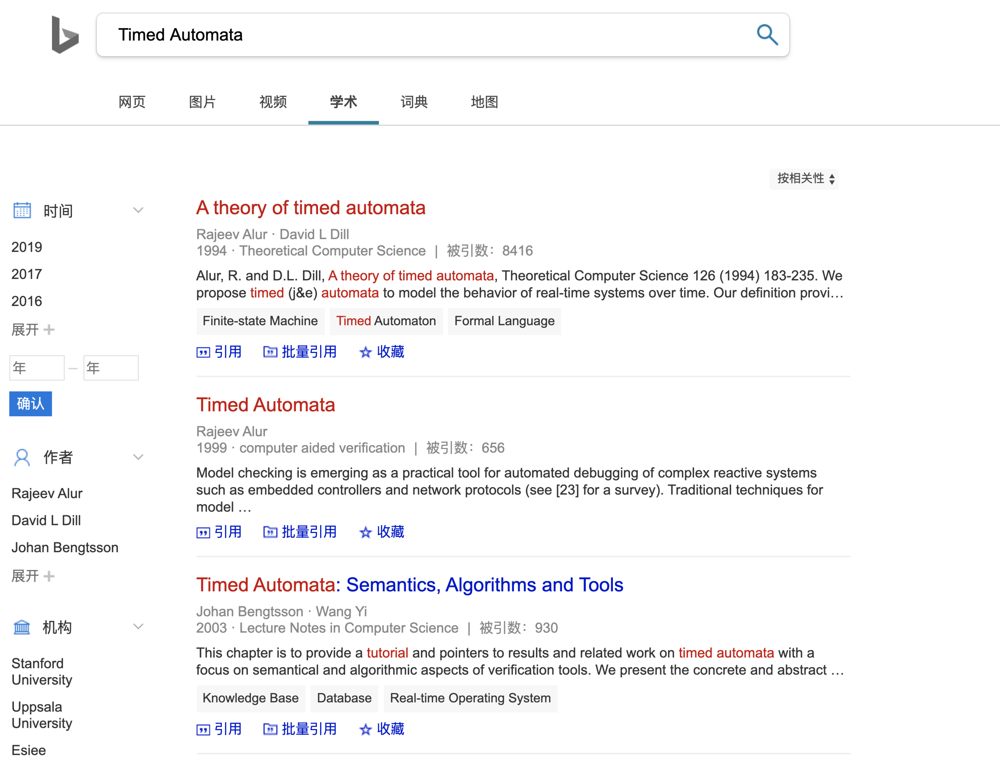 Timed Automata
网页 图片 视频 学术 词典 地图
按相关性
时间
2019
2017
2016
展开
年 – 年
确认
作者
Rajeev Alur
David L Dill
Johan Bengtsson
展开
机构
Stanford
University
Uppsala
University
Esiee
A theory of timed automata
Rajeev Alur · David L Dill
1994 · Theoretical Computer Science | 被引数：8416
Alur, R. and D.L. Dill, A theory of timed automata, Theoretical Computer Science 126 (1994) 183-235. We
propose timed (j&e) automata to model the behavior of real-time systems over time. Our definition provi…
Finite-state Machine Timed Automaton Formal Language
引用 批量引用 收藏
Timed Automata
Rajeev Alur
1999 · computer aided verification | 被引数：656
Model checking is emerging as a practical tool for automated debugging of complex reactive systems
such as embedded controllers and network protocols (see [23] for a survey). Traditional techniques for
model …
引用 批量引用 收藏
Timed Automata: Semantics, Algorithms and Tools
Johan Bengtsson · Wang Yi
2003 · Lecture Notes in Computer Science | 被引数：930
This chapter is to provide a tutorial and pointers to results and related work on timed automata with a
focus on semantical and algorithmic aspects of verification tools. We present the concrete and abstract …
Knowledge Base Database Real-time Operating System
引用 批量引用 收藏